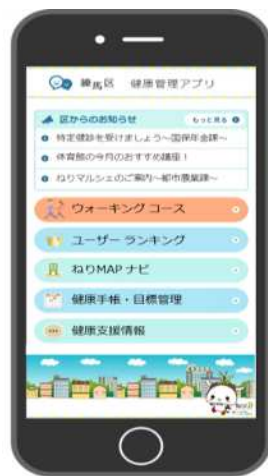 練馬区 健康管理アプリ
区からのお知らせ もっと見る
特定健診を受けましょう～国保年金課～
体育館の今月のおすすめ講座！
ねりマルシェのご案内～都市農業課～
ウォーキング コース
ユーザー ランキング
ねりMAP ナビ
健康手帳・目標管理
健康支援情報